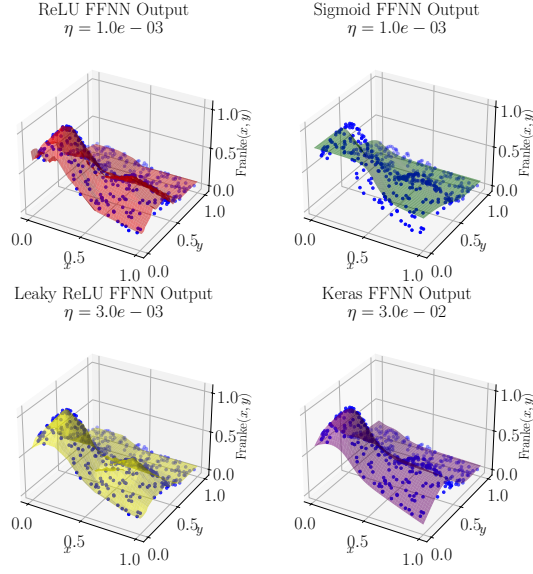 ReLU FFNN Output
η = 1.0e − 03
Sigmoid FFNN Output
η = 1.0e − 03
1.0
0.5
0.0
Franke(x, y)
0.0
0.5
1.0
x
0.0
0.5
1.0
y
1.0
0.5
0.0
Franke(x, y)
0.0
0.5
1.0
x
0.0
0.5
1.0
y
Leaky ReLU FFNN Output
η = 3.0e − 03
Keras FFNN Output
η = 3.0e − 02
1.0
0.5
0.0
Franke(x, y)
0.0
0.5
1.0
x
0.0
0.5
1.0
y
1.0
0.5
0.0
Franke(x, y)
0.0
0.5
1.0
x
0.0
0.5
1.0
y